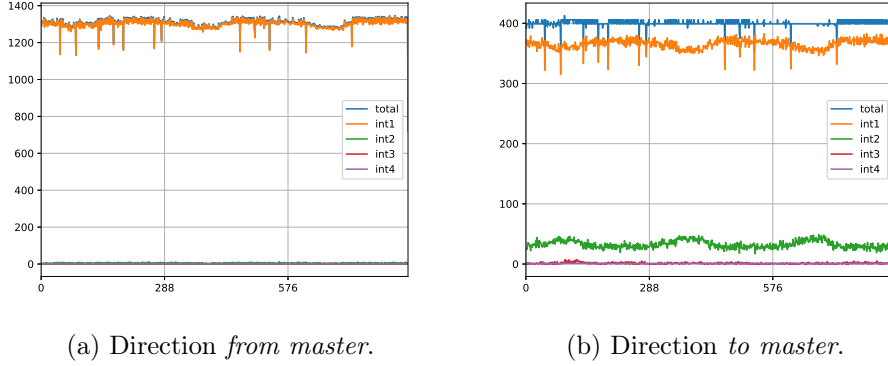 1400
1200
1000
800
600
400
200
0
0 288 576
total
int1
int2
int3
int4
(a) Direction from master.
400
300
200
100
0
0 288 576
total
int1
int2
int3
int4
(b) Direction to master.